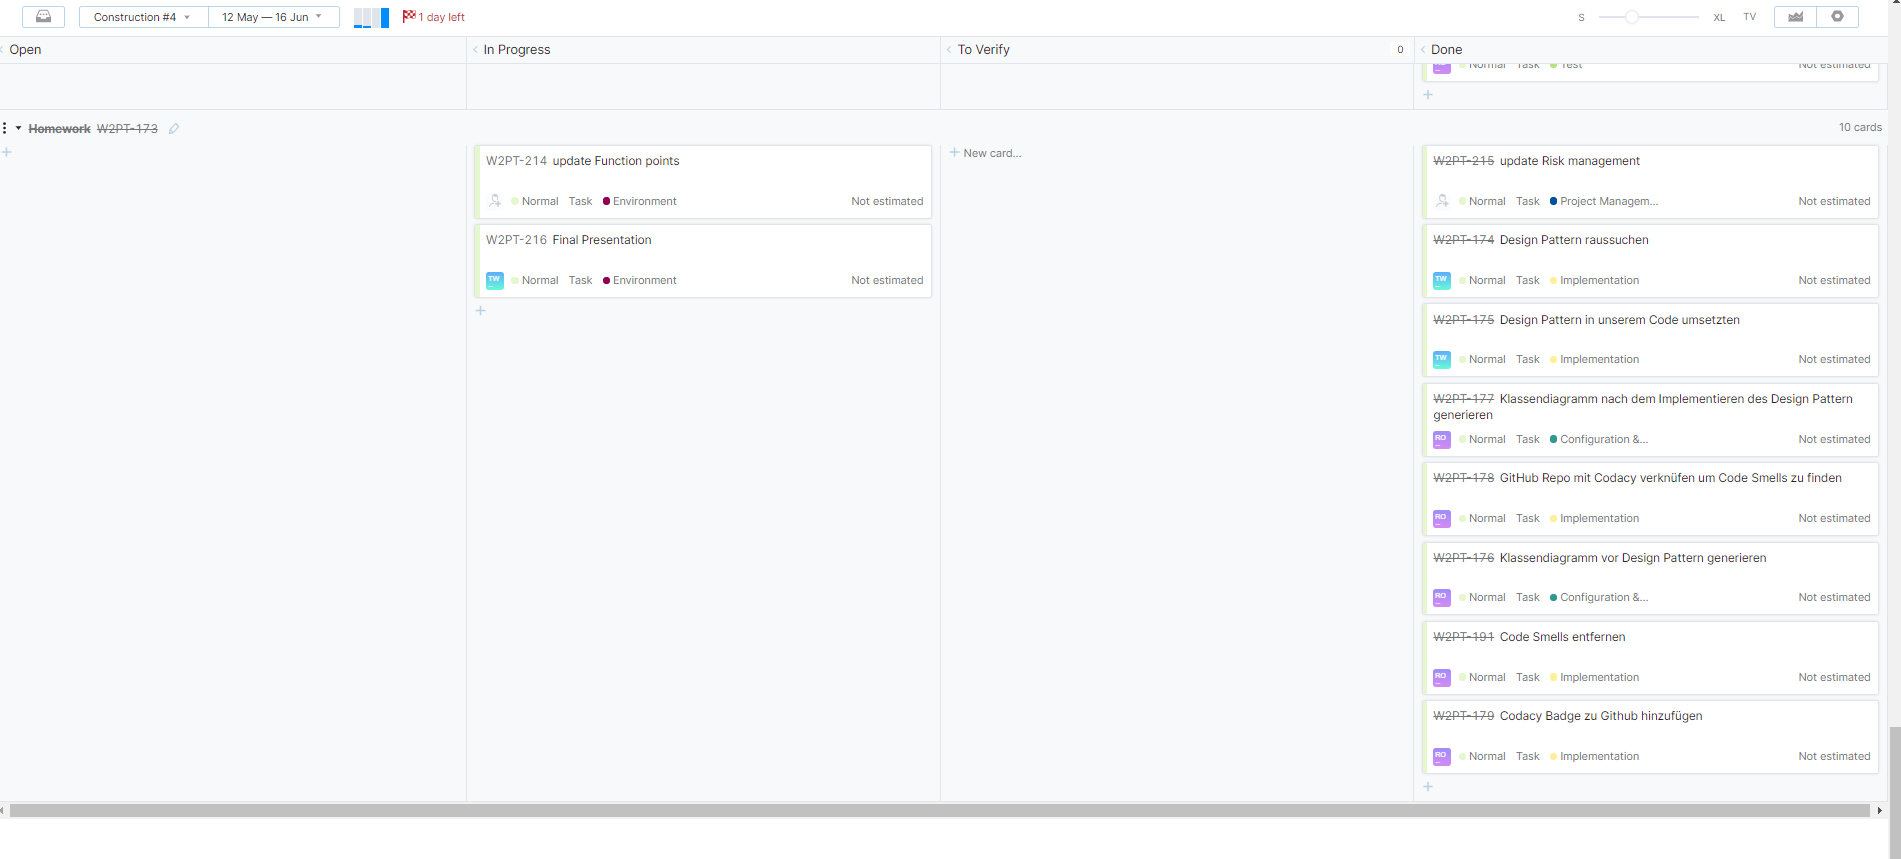 Construction #4
12 May — 16 Jun
1 day left
S
XL
TV
Open
In Progress
To Verify
0
Done
Normal Task Test Not estimated
Homework W2PT-173
10 cards
W2PT-214 update Function points
Normal Task Environment Not estimated
W2PT-216 Final Presentation
TW
Normal Task Environment Not estimated
New card...
W2PT-215 update Risk management
Normal Task Project Managem... Not estimated
W2PT-174 Design Pattern raussuchen
TW
Normal Task Implementation Not estimated
W2PT-175 Design Pattern in unserem Code umsetzten
TW
Normal Task Implementation Not estimated
W2PT-177 Klassendiagramm nach dem Implementieren des Design Pattern
generieren
RO
Normal Task Configuration &... Not estimated
W2PT-178 GitHub Repo mit Codacy verknüfen um Code Smells zu finden
RO
Normal Task Implementation Not estimated
W2PT-176 Klassendiagramm vor Design Pattern generieren
RO
Normal Task Configuration &... Not estimated
W2PT-191 Code Smells entfernen
RO
Normal Task Implementation Not estimated
W2PT-179 Codacy Badge zu Github hinzufügen
RO
Normal Task Implementation Not estimated